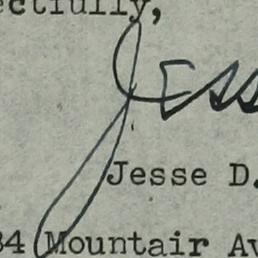 ectfully,
Jess
Jesse D.
34 Mountair Av